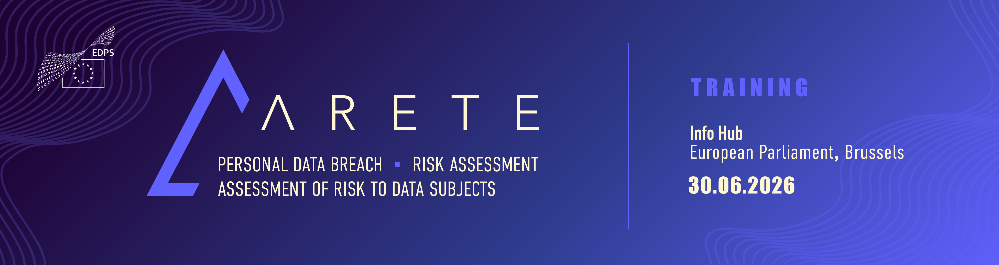 EDPS
ARETE
PERSONAL DATA BREACH ▪ RISK ASSESSMENT
ASSESSMENT OF RISK TO DATA SUBJECTS
TRAINING
Info Hub
European Parliament, Brussels
30.06.2026